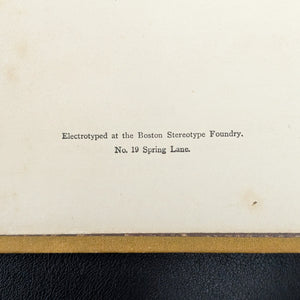 Electrotyped at the Boston Stereotype Foundry.
No. 19 Spring Lane.